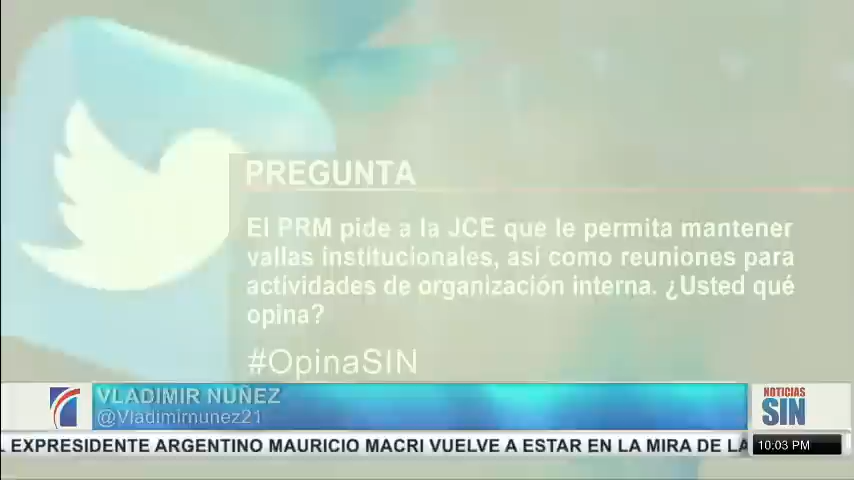 PREGUNTA
El PRM pide a la JCE que le permita mantener
vallas institucionales, así como reuniones para
actividades de organización interna. ¿Usted qué
opina?
#OpinaSIN
VLADIMIR NUÑEZ
@Vladimirnunez21
NOTICIAS
SIN
EXPRESIDENTE ARGENTINO MAURICIO MACRI VUELVE A ESTAR EN LA MIRA DE LA
10:03 PM